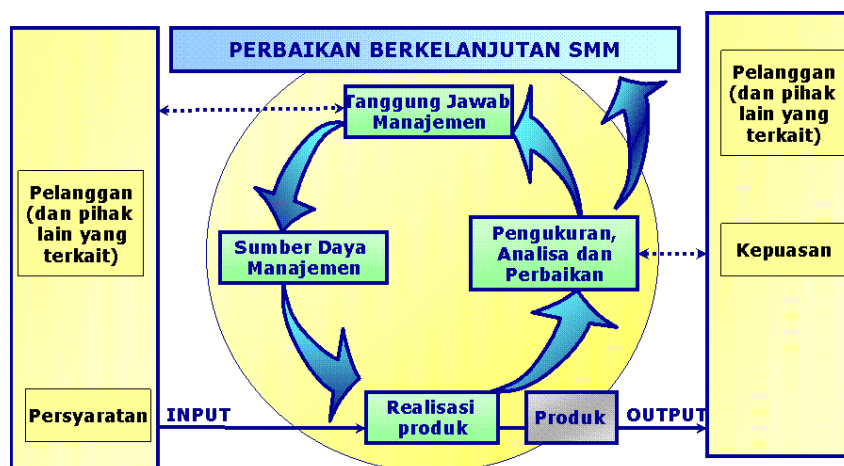 PERBAIKAN BERKELANJUTAN SMM
Pelanggan
(dan pihak
lain yang
terkait)
Persyaratan
INPUT
Tanggung Jawab
Manajemen
Sumber Daya
Manajemen
Pengukuran,
Analisa dan
Perbaikan
Realisasi
produk
Produk
OUTPUT
Pelanggan
(dan pihak
lain yang
terkait)
Kepuasan